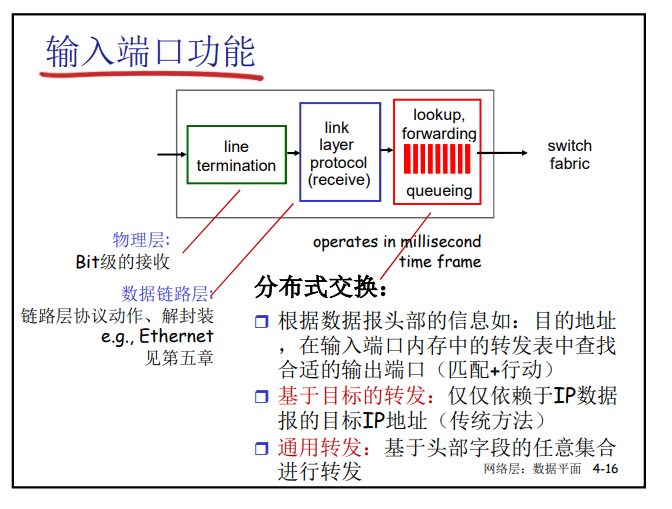 输入端口功能
line
termination
link
layer
protocol
(receive)
lookup,
forwarding
queueing
switch
fabric
物理层:
Bit级的接收
数据链路层:
链路层协议动作、解封装
e.g., Ethernet
见第五章
operates in millisecond
time frame
分布式交换：
根据数据报头部的信息如：目的地址
，在输入端口内存中的转发表中查找
合适的输出端口（匹配+行动）
基于目标的转发：仅仅依赖于IP数据
报的目标IP地址（传统方法）
通用转发：基于头部字段的任意集合
进行转发
网络层：数据平面 4-16